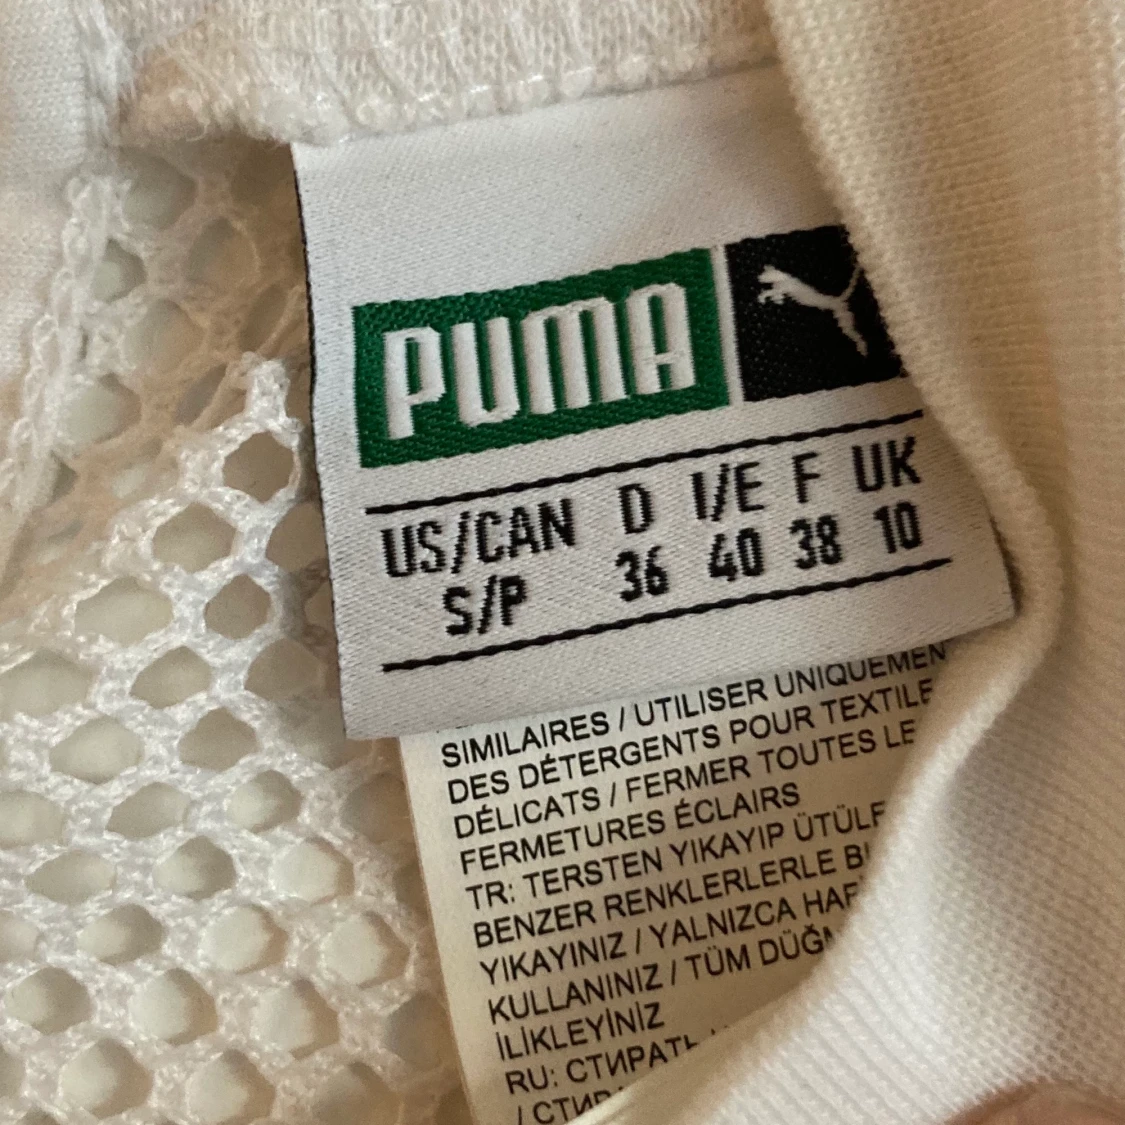 PUMA
US/CAN D I/E F UK
S/P 36 40 38 10
SIMILAIRES / UTILISER UNIQUEMEN
DES DÉTERGENTS POUR TEXTILE
DÉLICATS / FERMER TOUTES LE
FERMETURES ÉCLAIRS
TR: TERSTEN YIKAYIP ÜTÜLE
BENZER RENKLERLERLE
YIKAYINIZ / YALNIZCA HAF
KULLANINIZ / TÜM DÜĞM
İLİKLEYİNİZ
RU: СТИРАТЬ
/